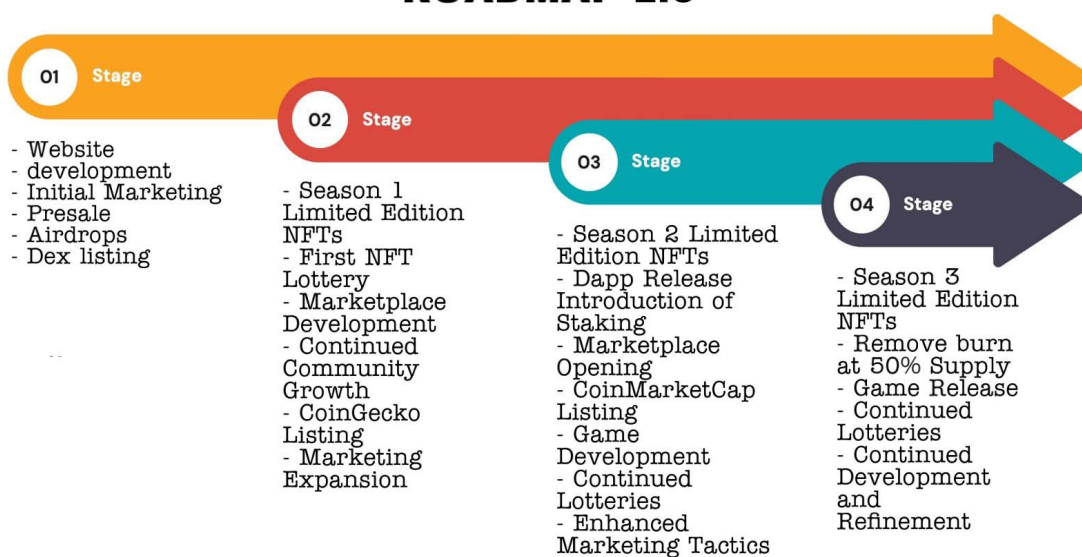 01 Stage
- Website
- development
- Initial Marketing
- Presale
- Airdrops
- Dex listing
02 Stage
- Season 1
Limited Edition
NFTs
- First NFT
Lottery
- Marketplace
Development
- Continued
Community
Growth
- CoinGecko
Listing
- Marketing
Expansion
03 Stage
- Season 2 Limited
Edition NFTs
- Dapp Release
Introduction of
Staking
- Marketplace
Opening
- CoinMarketCap
Listing
- Game
Development
- Continued
Lotteries
- Enhanced
Marketing Tactics
04 Stage
- Season 3
Limited Edition
NFTs
- Remove burn
at 50% Supply
- Game Release
- Continued
Lotteries
- Continued
Development
and
Refinement